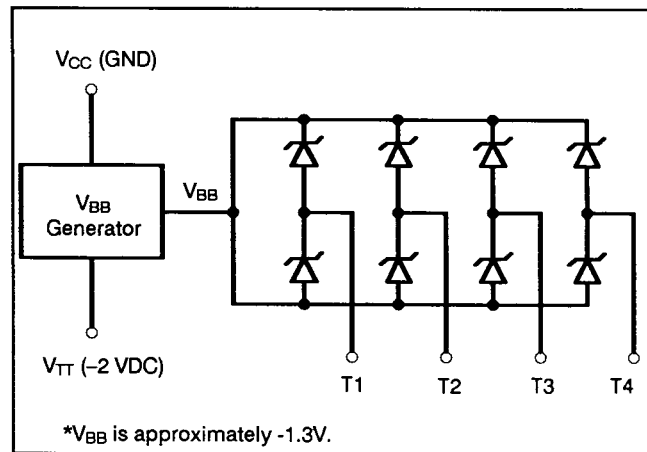 VCC (GND)
VBB
Generator
VBB
VTT (–2 VDC)
T1
T2
T3
T4
*VBB is approximately -1.3V.